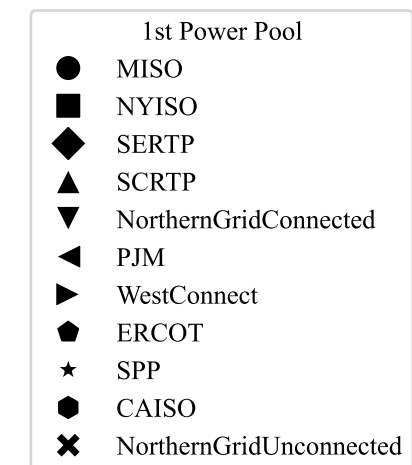 1st Power Pool
MISO
NYISO
SERTP
SCRTP
NorthernGridConnected
PJM
WestConnect
ERCOT
SPP
CAISO
NorthernGridUnconnected